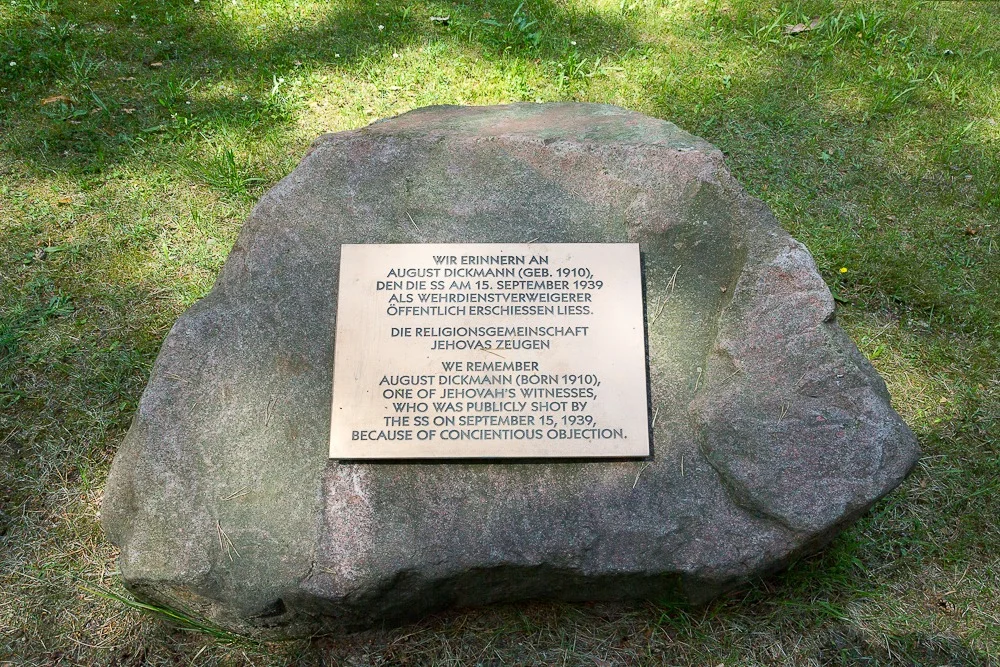 WIR ERINNERN AN
AUGUST DICKMANN (GEB. 1910),
DEN DIE SS AM 15. SEPTEMBER 1939
ALS WEHRDIENSTVERWEIGERER
ÖFFENTLICH ERSCHIESSEN LIESS.
DIE RELIGIONSGEMEINSCHAFT
JEHOVAS ZEUGEN
WE REMEMBER
AUGUST DICKMANN (BORN 1910),
ONE OF JEHOVAH'S WITNESSES,
WHO WAS PUBLICLY SHOT BY
THE SS ON SEPTEMBER 15, 1939,
BECAUSE OF CONCIENTIOUS OBJECTION.